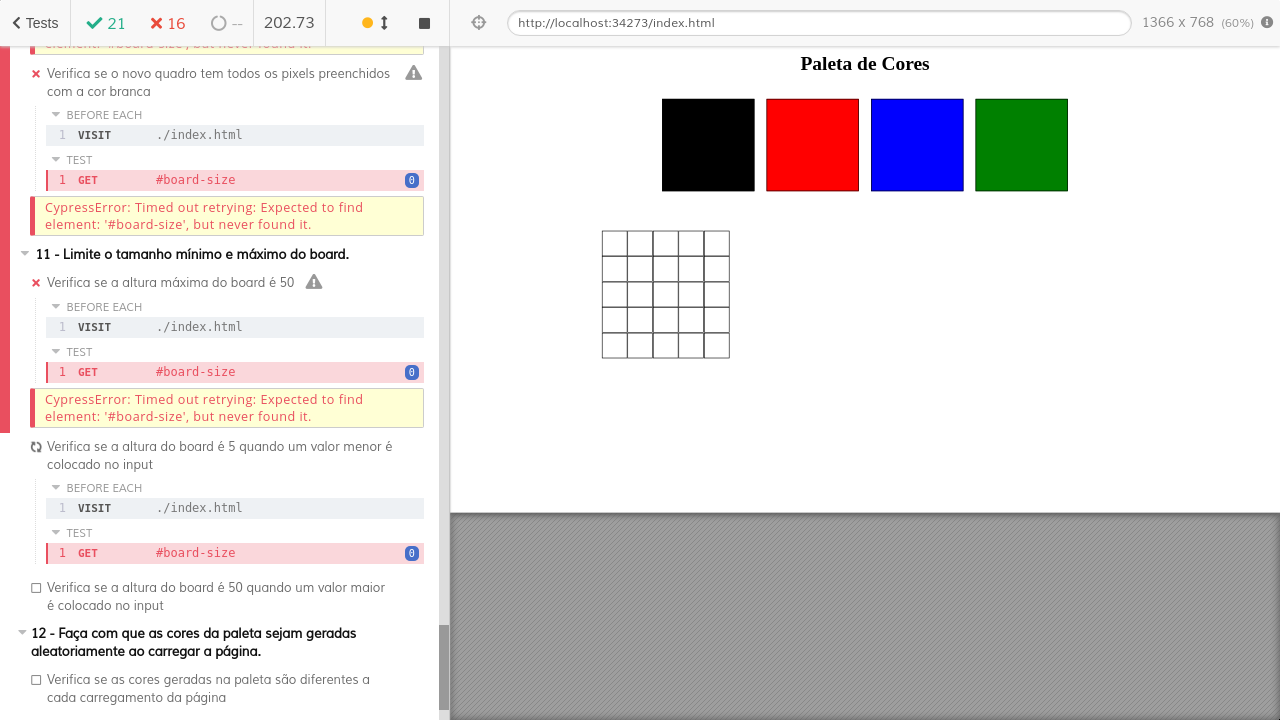 Tests
21
16
--
202.73
http://localhost:34273/index.html
1366 x 768 (60%)
element: '#board-size', but never found it.
Verifica se o novo quadro tem todos os pixels preenchidos
com a cor branca
BEFORE EACH
1 VISIT ./index.html
TEST
1 GET #board-size 0
CypressError: Timed out retrying: Expected to find
element: '#board-size', but never found it.
11 - Limite o tamanho mínimo e máximo do board.
Verifica se a altura máxima do board é 50
BEFORE EACH
1 VISIT ./index.html
TEST
1 GET #board-size 0
CypressError: Timed out retrying: Expected to find
element: '#board-size', but never found it.
Verifica se a altura do board é 5 quando um valor menor é
colocado no input
BEFORE EACH
1 VISIT ./index.html
TEST
1 GET #board-size 0
Verifica se a altura do board é 50 quando um valor maior
é colocado no input
12 - Faça com que as cores da paleta sejam geradas
aleatoriamente ao carregar a página.
Verifica se as cores geradas na paleta são diferentes a
cada carregamento da página
Paleta de Cores